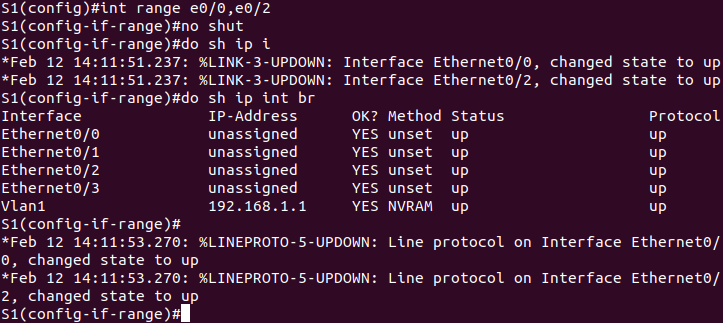 S1(config)#int range e0/0,e0/2
S1(config-if-range)#no shut
S1(config-if-range)#do sh ip i
*Feb 12 14:11:51.237: %LINK-3-UPDOWN: Interface Ethernet0/0, changed state to up
*Feb 12 14:11:51.237: %LINK-3-UPDOWN: Interface Ethernet0/2, changed state to up
S1(config-if-range)#do sh ip int br
Interface              IP-Address      OK? Method Status                Protocol
Ethernet0/0            unassigned      YES unset  up                    up
Ethernet0/1            unassigned      YES unset  up                    up
Ethernet0/2            unassigned      YES unset  up                    up
Ethernet0/3            unassigned      YES unset  up                    up
Vlan1                  192.168.1.1     YES NVRAM  up                    up
S1(config-if-range)#
*Feb 12 14:11:53.270: %LINEPROTO-5-UPDOWN: Line protocol on Interface Ethernet0/
0, changed state to up
*Feb 12 14:11:53.270: %LINEPROTO-5-UPDOWN: Line protocol on Interface Ethernet0/
2, changed state to up
S1(config-if-range)#